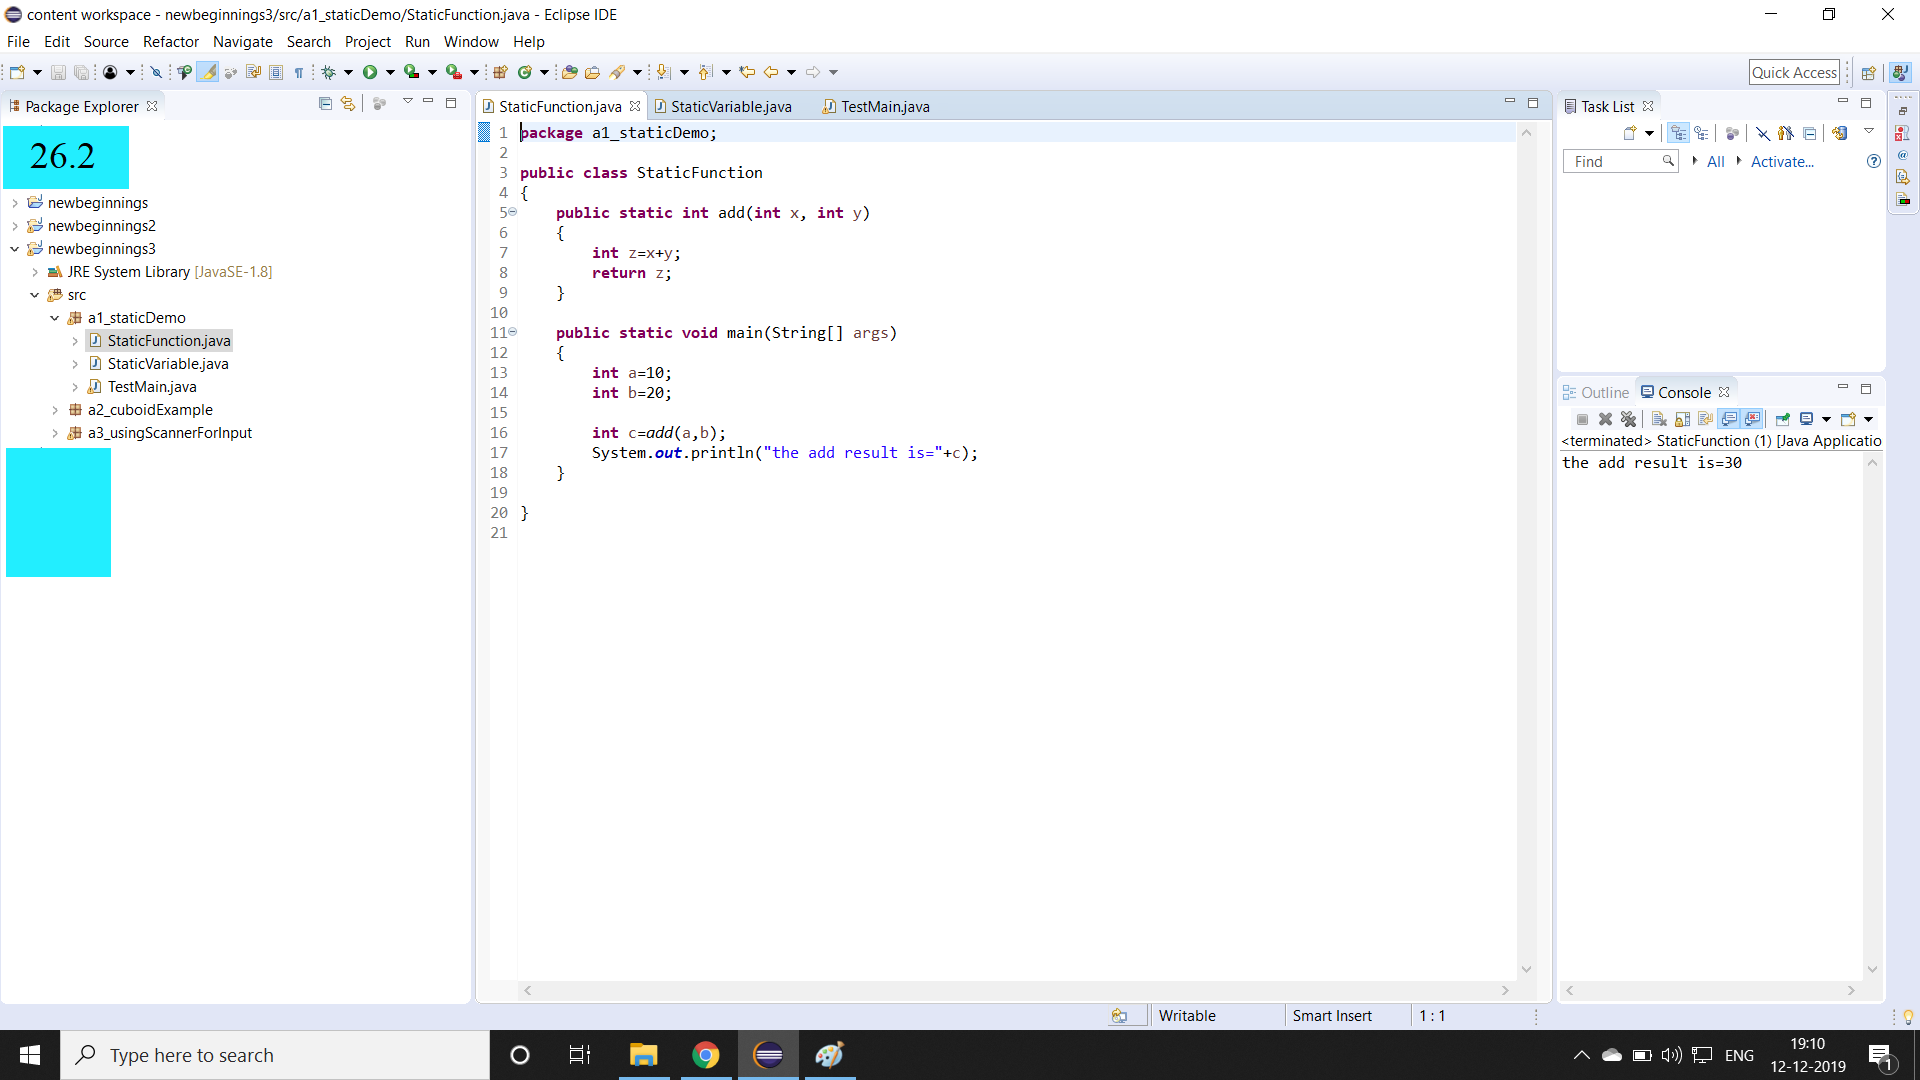 content workspace - newbeginnings3/src/a1_staticDemo/StaticFunction.java - Eclipse IDE
File Edit Source Refactor Navigate Search Project Run Window Help
Quick Access
Package Explorer
26.2
newbeginnings
newbeginnings2
newbeginnings3
JRE System Library [JavaSE-1.8]
src
a1_staticDemo
StaticFunction.java
StaticVariable.java
TestMain.java
a2_cuboidExample
a3_usingScannerForInput
StaticFunction.java StaticVariable.java TestMain.java
1 package a1_staticDemo;
2
3 public class StaticFunction
4 {
5 public static int add(int x, int y)
6 {
7 int z=x+y;
8 return z;
9 }
10
11 public static void main(String[] args)
12 {
13 int a=10;
14 int b=20;
15
16 int c=add(a,b);
17 System.out.println("the add result is="+c);
18 }
19
20 }
21
Task List
Find All Activate...
Outline Console
<terminated> StaticFunction (1) [Java Applicatio
the add result is=30
Writable Smart Insert 1 : 1
Type here to search
ENG
19:10
12-12-2019
1